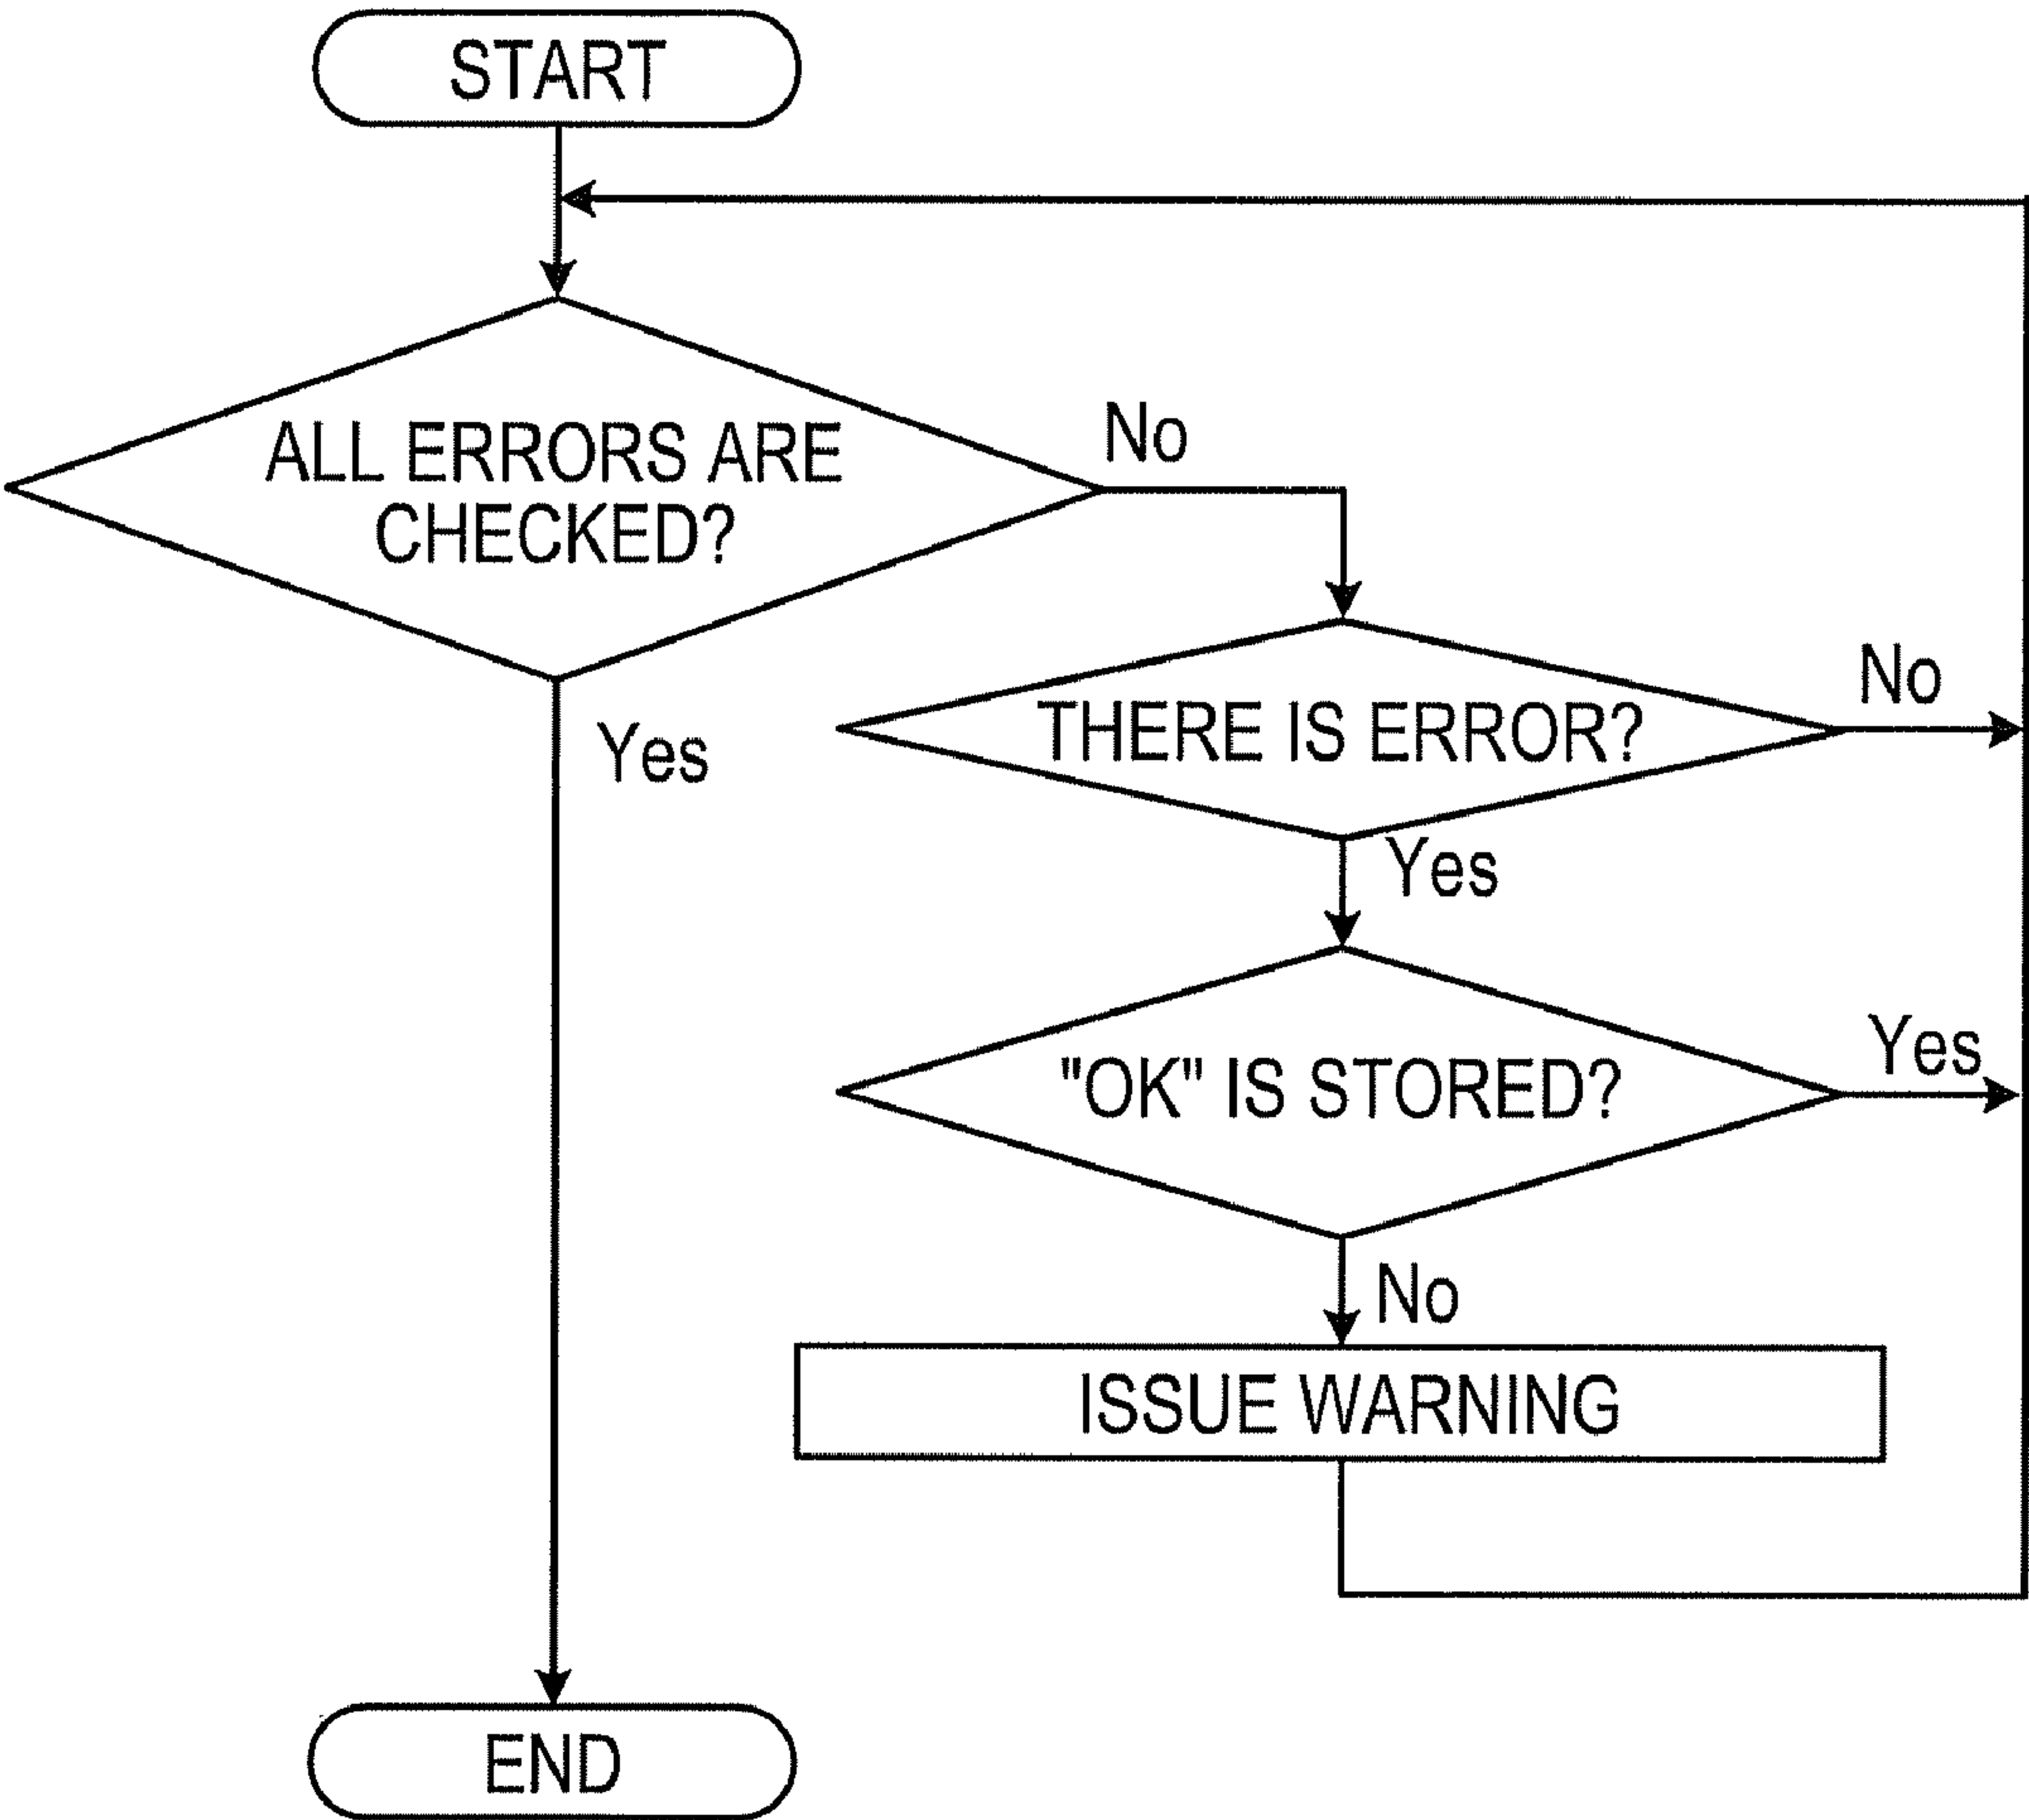 START
ALL ERRORS ARE
CHECKED?
No
Yes
THERE IS ERROR?
No
Yes
"OK" IS STORED?
Yes
No
ISSUE WARNING
END